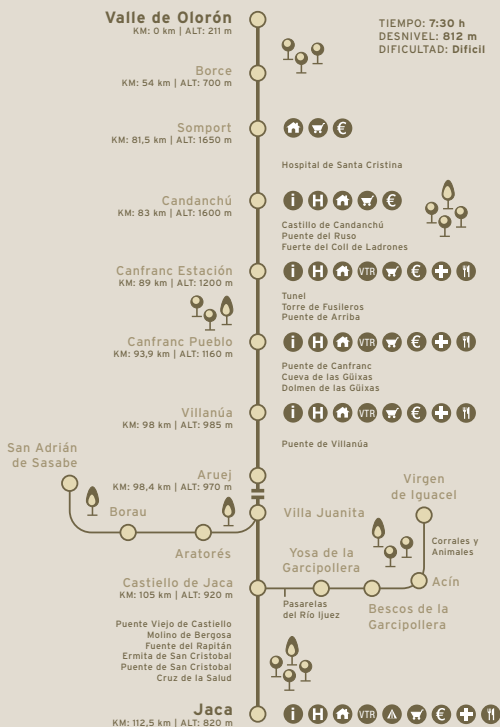 Valle de Olorón
KM: 0 km | ALT: 211 m
TIEMPO: 7:30 h
DESNIVEL: 812 m
DIFICULTAD: Difícil
Borce
KM: 54 km | ALT: 700 m
Somport
KM: 81,5 km | ALT: 1650 m
€
Hospital de Santa Cristina
Candanchú
KM: 83 km | ALT: 1600 m
i H €
Castillo de Candanchú
Puente del Ruso
Fuerte del Coll de Ladrones
Canfranc Estación
KM: 89 km | ALT: 1200 m
i H VTR €
Tunel
Torre de Fusileros
Puente de Arriba
Canfranc Pueblo
KM: 93,9 km | ALT: 1160 m
i H VTR €
Puente de Canfranc
Cueva de las Güixas
Dolmen de las Güixas
Villanúa
KM: 98 km | ALT: 985 m
i H VTR €
Puente de Villanúa
San Adrián
de Sasabe
Aruej
KM: 98,4 km | ALT: 970 m
Virgen
de Iguacel
Borau
Villa Juanita
Aratorés
Yosa de la
Garcipollera
Corrales y
Animales
Castiello de Jaca
KM: 105 km | ALT: 920 m
Acín
Pasarelas
del Río Ijuez
Bescos de la
Garcipollera
Puente Viejo de Castiello
Molino de Bergosa
Fuente del Rapitán
Ermita de San Cristobal
Puente de San Cristobal
Cruz de la Salud
Jaca
KM: 112,5 km | ALT: 820 m
i H VTR €